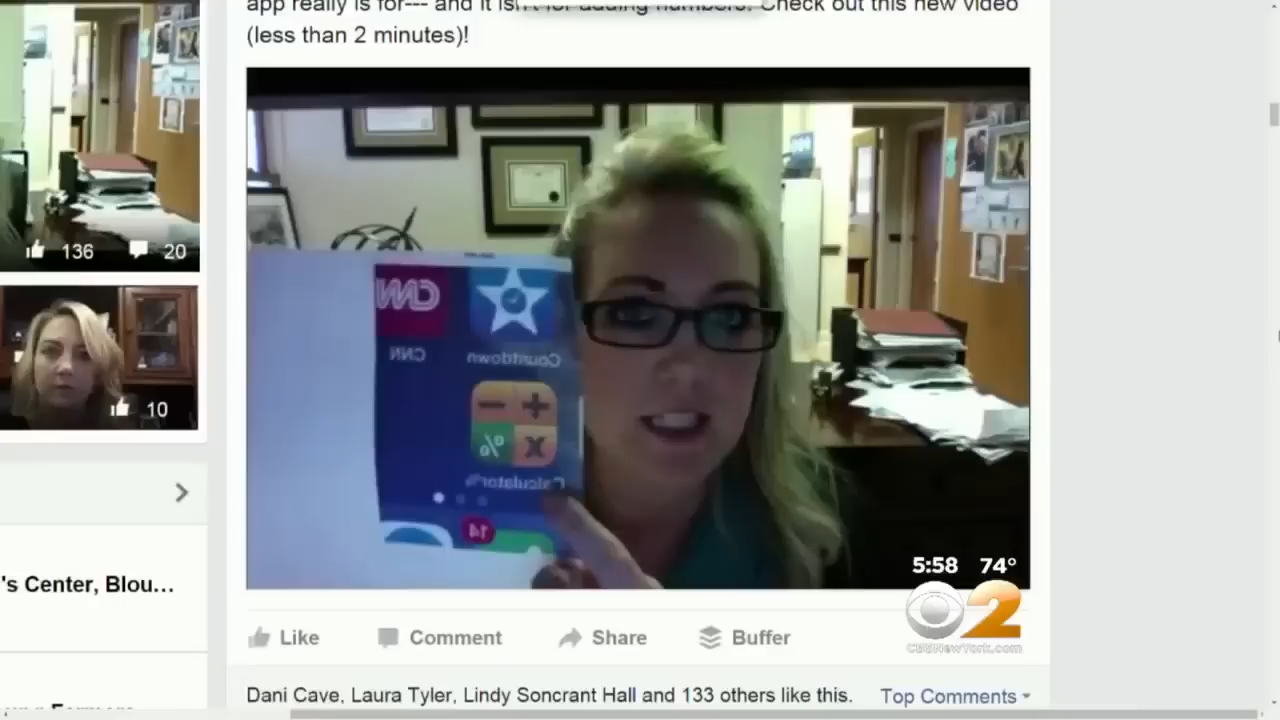 app really is for--- and it isn't for adding numbers. Check out this new video
(less than 2 minutes)!
136
20
10
CNN
CNN
Countdown
Calculator%
14
's Center, Blou...
5:58 74°
2
CBSNewYork.com
Like
Comment
Share
Buffer
Dani Cave, Laura Tyler, Lindy Soncrant Hall and 133 others like this.
Top Comments